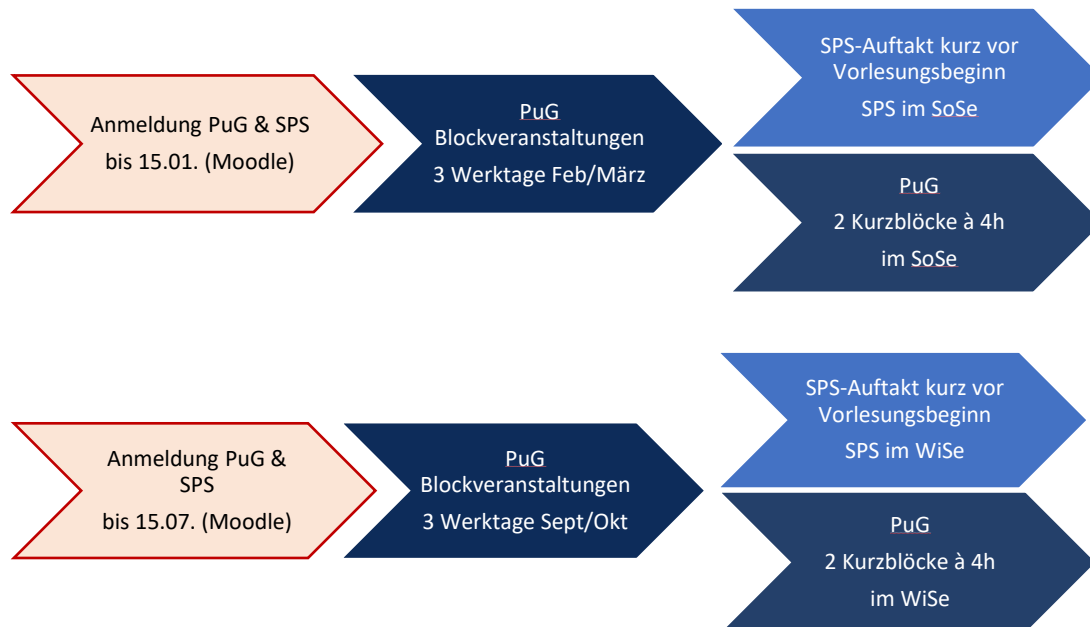 Anmeldung PuG & SPS
bis 15.01. (Moodle)
PuG
Blockveranstaltungen
3 Werktage Feb/März
SPS-Auftakt kurz vor
Vorlesungsbeginn
SPS im SoSe
PuG
2 Kurzblöcke à 4h
im SoSe
Anmeldung PuG &
SPS
bis 15.07. (Moodle)
PuG
Blockveranstaltungen
3 Werktage Sept/Okt
SPS-Auftakt kurz vor
Vorlesungsbeginn
SPS im WiSe
PuG
2 Kurzblöcke à 4h
im WiSe